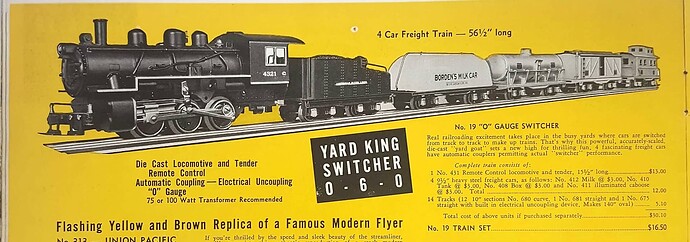 4 Car Freight Train — 56½" long
4321
BORDEN'S MILK CAR
Die Cast Locomotive and Tender
Remote Control
Automatic Coupling — Electrical Uncoupling
"O" Gauge
75 or 100 Watt Transformer Recommended
YARD KING
SWITCHER
0-6-0
No. 19 "O" GAUGE SWITCHER
Real railroading excitement takes place in the busy yards where cars are switched
from track to track to make up trains. That's why this powerful, accurately-scaled,
die-cast "yard goat" sets a new high for thrilling fun, 4 fascinating freight cars
have automatic couplers permitting actual "switcher" performance.
Complete train consists of:
1 No. 431 Remote Control locomotive and tender, 15½" long $15.00
4 9½" heavy steel freight cars, as follows: No. 412 Milk @ $3.00, No. 410
Tank @ $3.00, No. 408 Box @ $3.00 and No. 411 illuminated caboose
@ $3.00. Total 12.00
14 Tracks (12 10" sections No. 680 curve, 1 No. 681 straight and 1 No. 675
straight with built in electrical uncoupling device, Makes 140" oval) 3.10
Total cost of above units if purchased separately $30.10
No. 19 TRAIN SET $16.50
Flashing Yellow and Brown Replica of a Famous Modern Flyer
No. 313 UNION PACIFIC
If you're thrilled by the speed and sleek beauty of the streamliner,